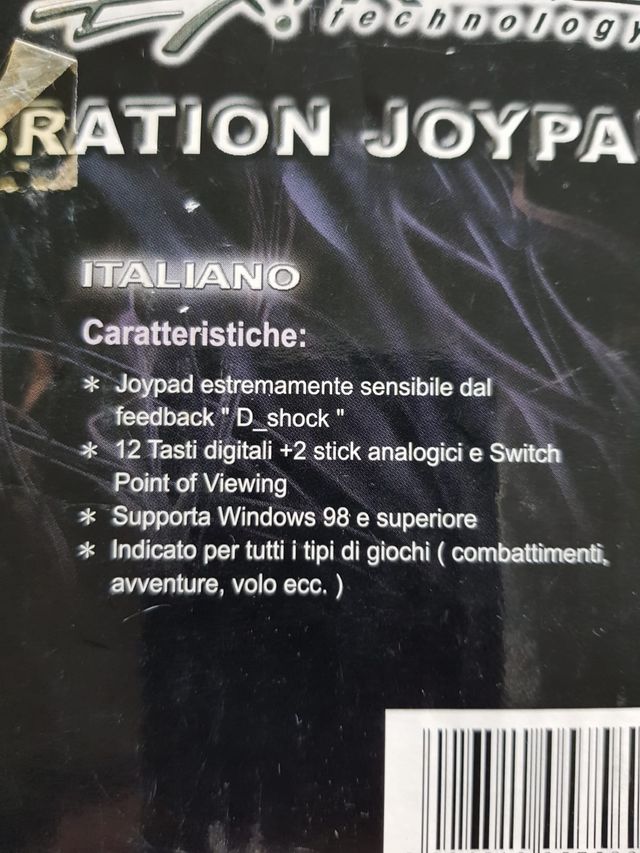 technology
BRATION JOYPA
ITALIANO
Caratteristiche:
* Joypad estremamente sensibile dal
feedback " D_shock "
* 12 Tasti digitali +2 stick analogici e Switch
Point of Viewing
* Supporta Windows 98 e superiore
* Indicato per tutti i tipi di giochi ( combattimenti,
avventure, volo ecc. )